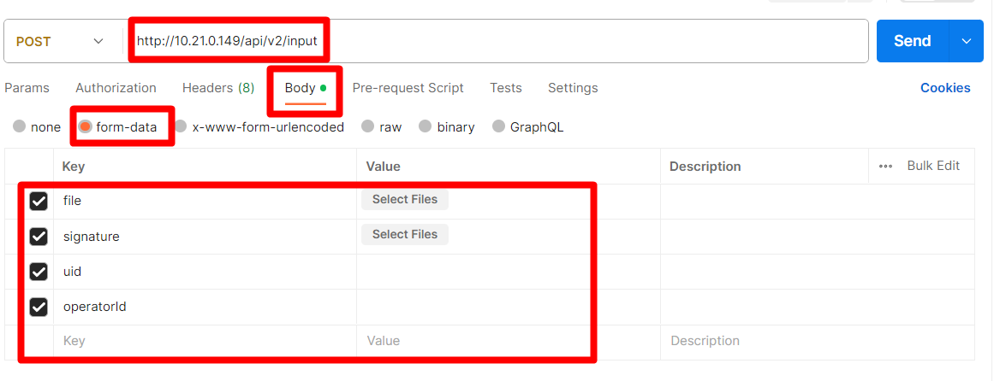 POST http://10.21.0.149/api/v2/input Send
Params Authorization Headers (8) Body Pre-request Script Tests Settings Cookies
none form-data x-www-form-urlencoded raw binary GraphQL
Key Value Description Bulk Edit
file Select Files
signature Select Files
uid
operatorId
Key Value Description